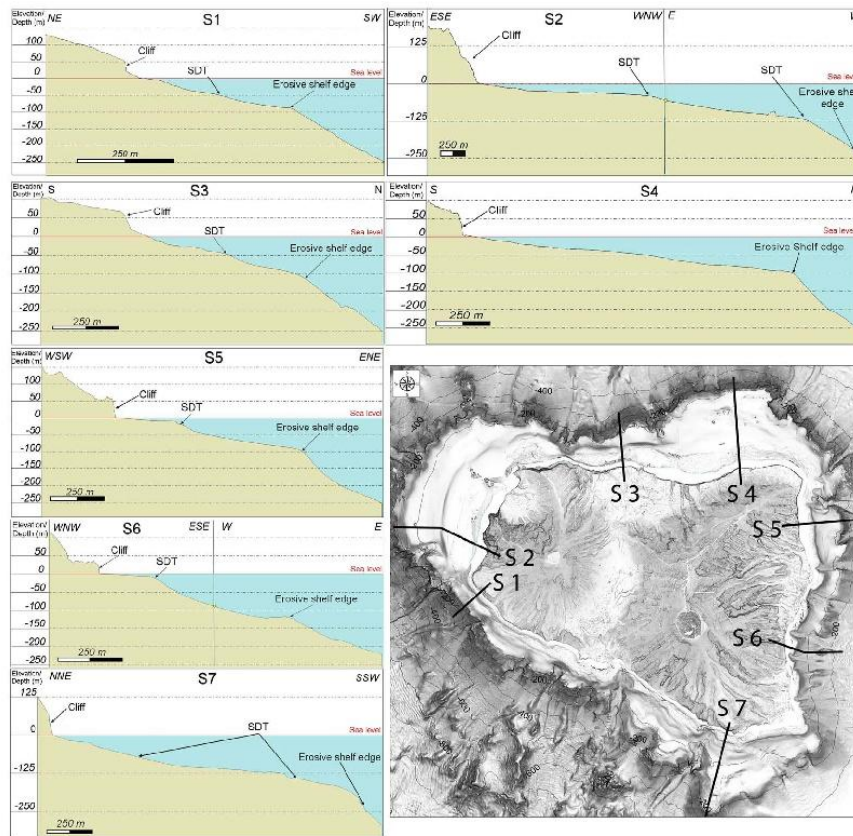 Elevation/ Depth (m)
NE
S1
SW
100
50
0
-50
-100
-150
-200
-250
Cliff
SDT
Sea level
Erosive shelf edge
250 m
Elevation/ Depth (m)
ESE
S2
WNW
E
125
0
-125
-250
Cliff
SDT
SDT
Erosive
edge
250 m
Elevation/ Depth (m)
S
S3
N
50
0
-50
-100
-150
-200
-250
Cliff
SDT
Sea level
Erosive shelf edge
250 m
Elevation/ Depth (m)
S
S4
100
50
0
-50
-100
-150
-200
-250
Cliff
Sea level
Erosive Shelf edge
250 m
Elevation/ Depth (m)
WSW
S5
ENE
100
50
0
-50
-100
-150
-200
-250
Cliff
SDT
Sea level
Erosive shelf edge
250 m
Elevation/ Depth (m)
WNW
S6
ESE
W
E
100
50
0
-50
-100
-150
-200
-250
Cliff
SDT
Sea level
Erosive shelf edge
250 m
Elevation/ Depth (m)
NNE
S7
SSW
125
0
-125
-250
Cliff
SDT
Sea level
Erosive shelf edge
250 m
-400
-200
S 3
S 4
S 5
S 2
S 1
S 6
S 7